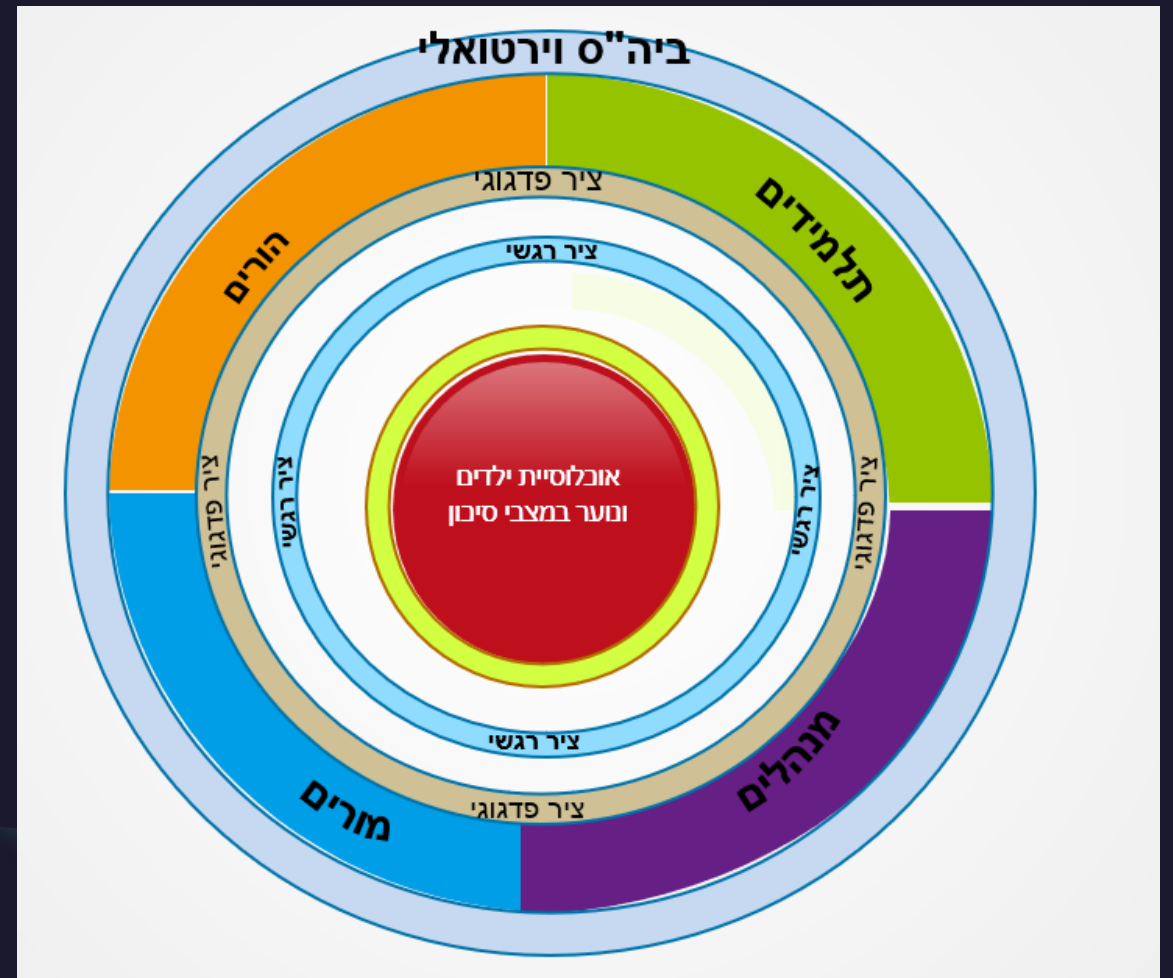 ביה"ס וירטואלי
תלמידים
הורים
ציר פדגוגי
ציר רגשי
אוכלוסיית ילדים
ונוער במצבי סיכון
ציר פדגוגי
ציר רגשי
ציר רגשי
ציר פדגוגי
ציר רגשי
ציר פדגוגי
מנהלים
מורים